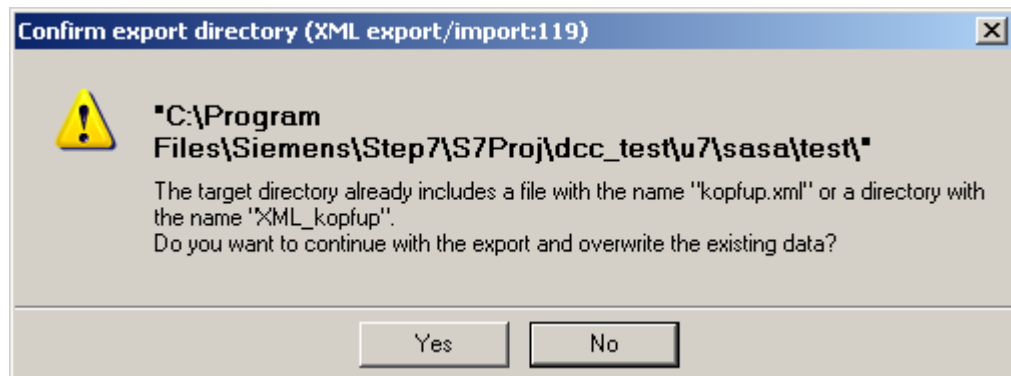 Confirm export directory (XML export/import:119)
"C:\Program
Files\Siemens\Step7\S7Proj\dcc_test\u7\sasa\test\"
The target directory already includes a file with the name "kopfup.xml" or a directory with
the name "XML_kopfup".
Do you want to continue with the export and overwrite the existing data?
Yes No